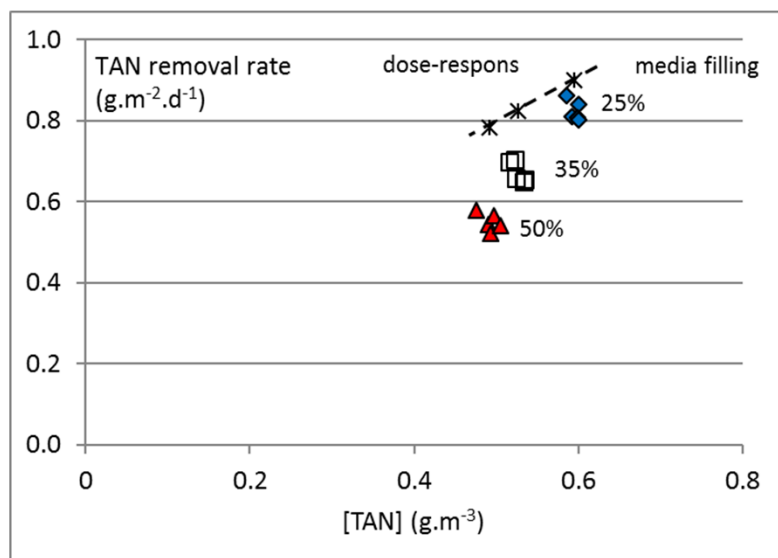 1.0
TAN removal rate
(g.m⁻².d⁻¹)
dose-respons
media filling
0.8
25%
35%
0.6
50%
0.4
0.2
0.0
0
0.2
0.4
0.6
0.8
[TAN] (g.m⁻³)